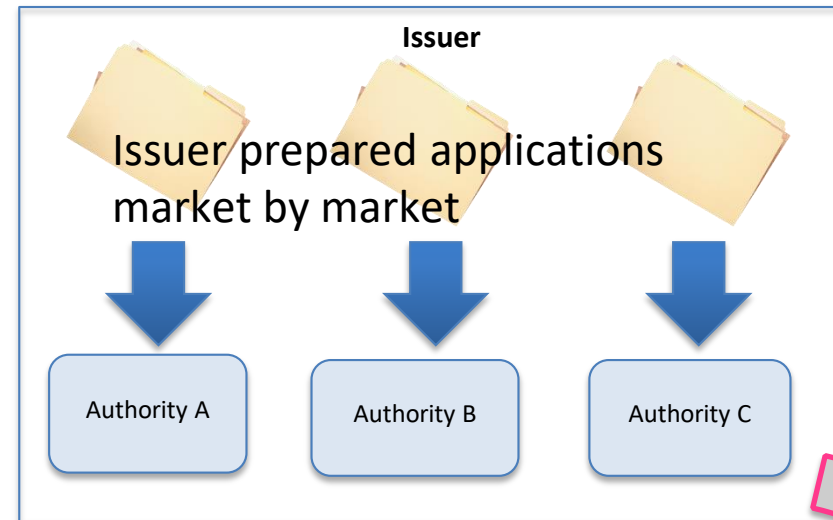 Issuer
Issuer prepared applications
market by market
Authority A
Authority B
Authority C